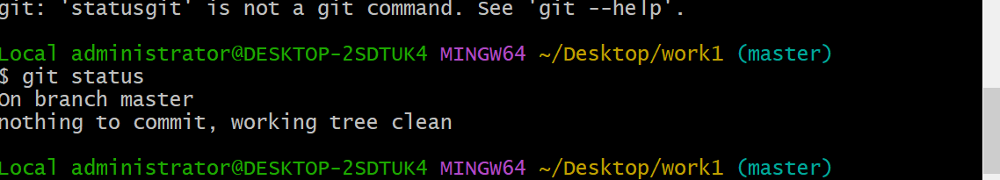 git: 'statusgit' is not a git command. See 'git --help'.
Local administrator@DESKTOP-2SDTUK4 MINGW64 ~/Desktop/work1 (master)
$ git status
On branch master
nothing to commit, working tree clean
Local administrator@DESKTOP-2SDTUK4 MINGW64 ~/Desktop/work1 (master)